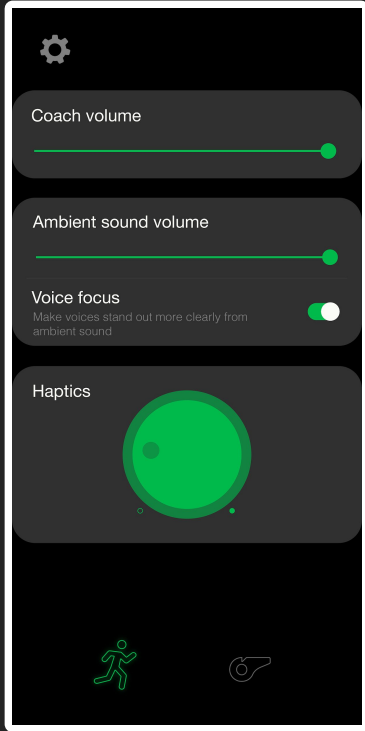 Coach volume
Ambient sound volume
Voice focus
Make voices stand out more clearly from
ambient sound
Haptics